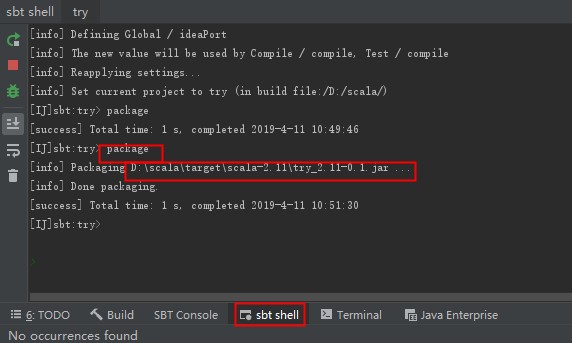 sbt shell try
[info] Defining Global / ideaPort
[info] The new value will be used by Compile / compile, Test / compile
[info] Reapplying settings...
[info] Set current project to try (in build file:/D:/scala/)
[IJ]sbt:try> package
[success] Total time: 1 s, completed 2019-4-11 10:49:46
[IJ]sbt:try> package
[info] Packaging D:\scala\target\scala-2.11\try_2.11-0.1.jar ...
[info] Done packaging.
[success] Total time: 1 s, completed 2019-4-11 10:51:30
[IJ]sbt:try>
>
6: TODO Build SBT Console sbt shell Terminal Java Enterprise
No occurrences found